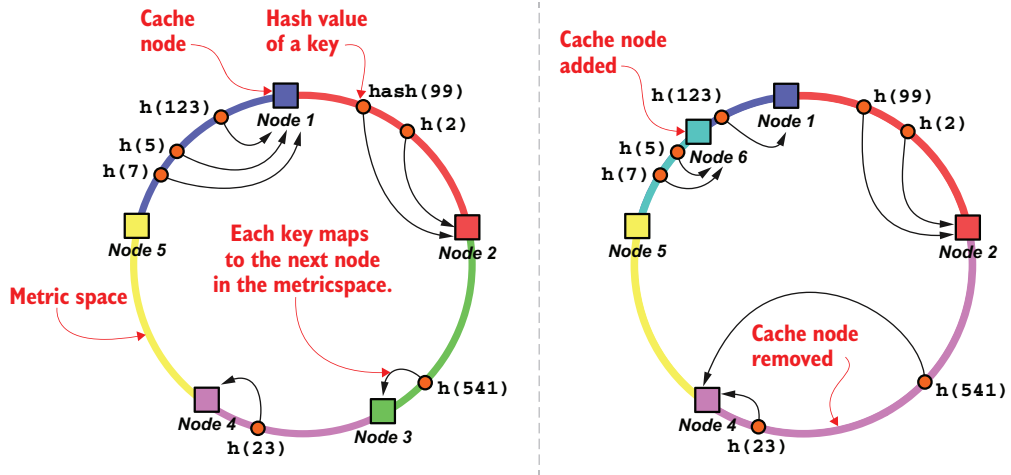 Cache
node
Hash value
of a key
h(123)
hash(99)
Node 1
h(2)
h(5)
h(7)
Node 5
Node 2
Each key maps
to the next node
in the metricspace.
Metric space
h(541)
Node 4
Node 3
h(23)
Cache node
added
h(123)
h(99)
Node 1
h(2)
h(5)
Node 6
h(7)
Node 5
Node 2
Cache node
removed
h(541)
Node 4
h(23)